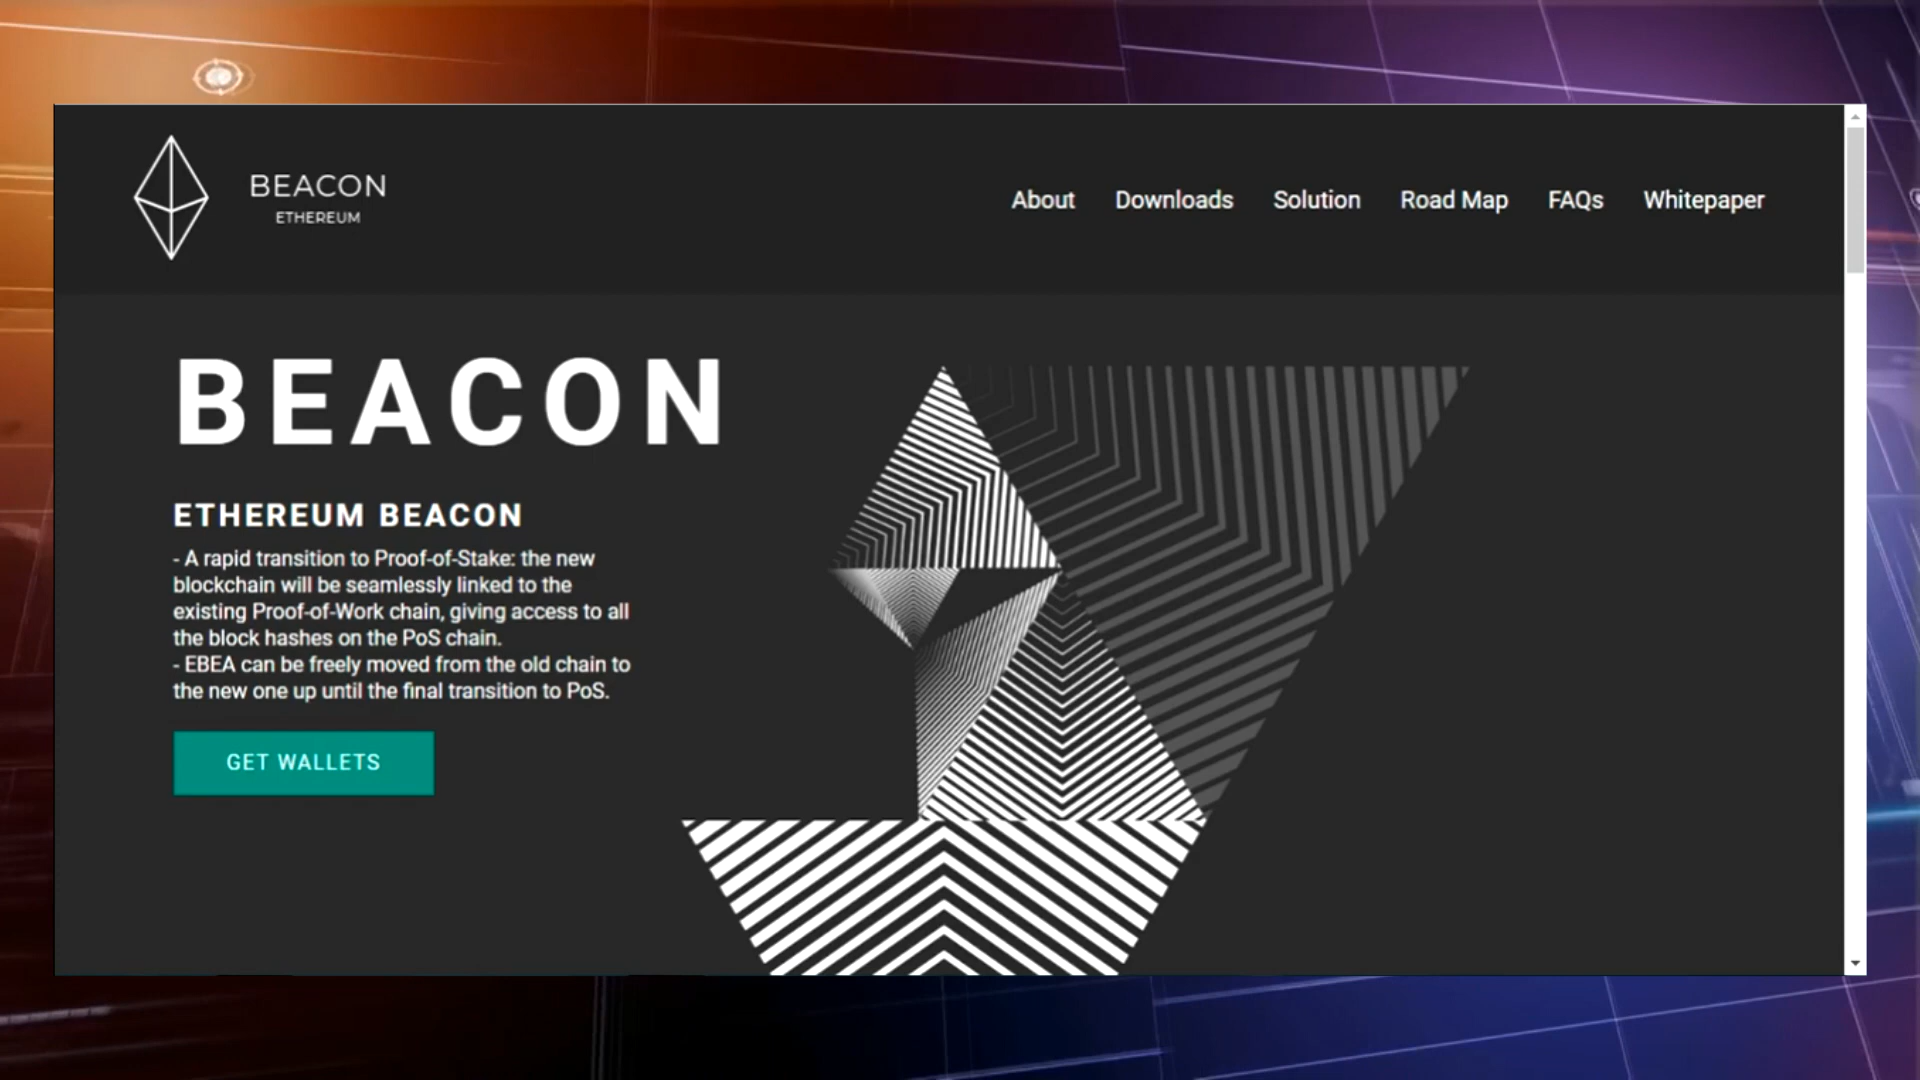 BEACON
ETHEREUM
About Downloads Solution Road Map FAQs Whitepaper
BEACON
ETHEREUM BEACON
- A rapid transition to Proof-of-Stake: the new
blockchain will be seamlessly linked to the
existing Proof-of-Work chain, giving access to all
the block hashes on the PoS chain.
- EBEA can be freely moved from the old chain to
the new one up until the final transition to PoS.
GET WALLETS